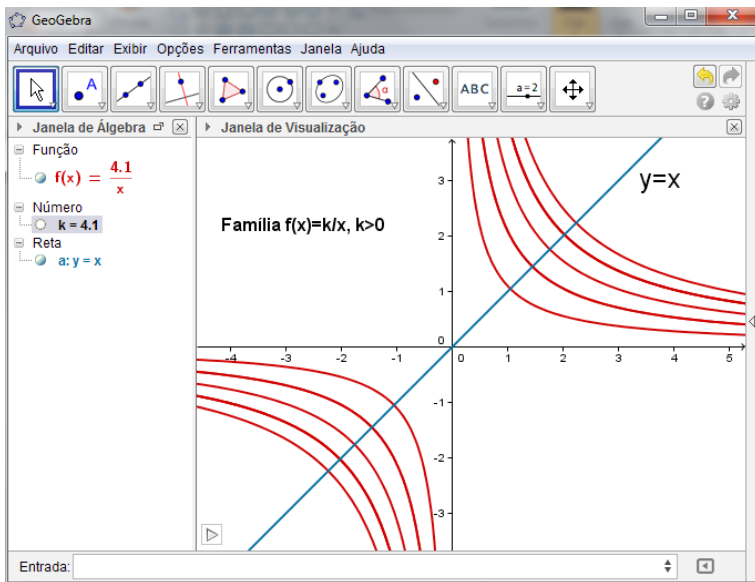 GeoGebra
Arquivo Editar Exibir Opções Ferramentas Janela Ajuda
A
α
ABC
a=2
Janela de Álgebra
Janela de Visualização
Função
f(x) = 4.1/x
Número
k = 4.1
Reta
a: y = x
Família f(x)=k/x, k>0
y=x
3
2
1
0
-4 -3 -2 -1 0 1 2 3 4 5
-1
-2
-3
Entrada: